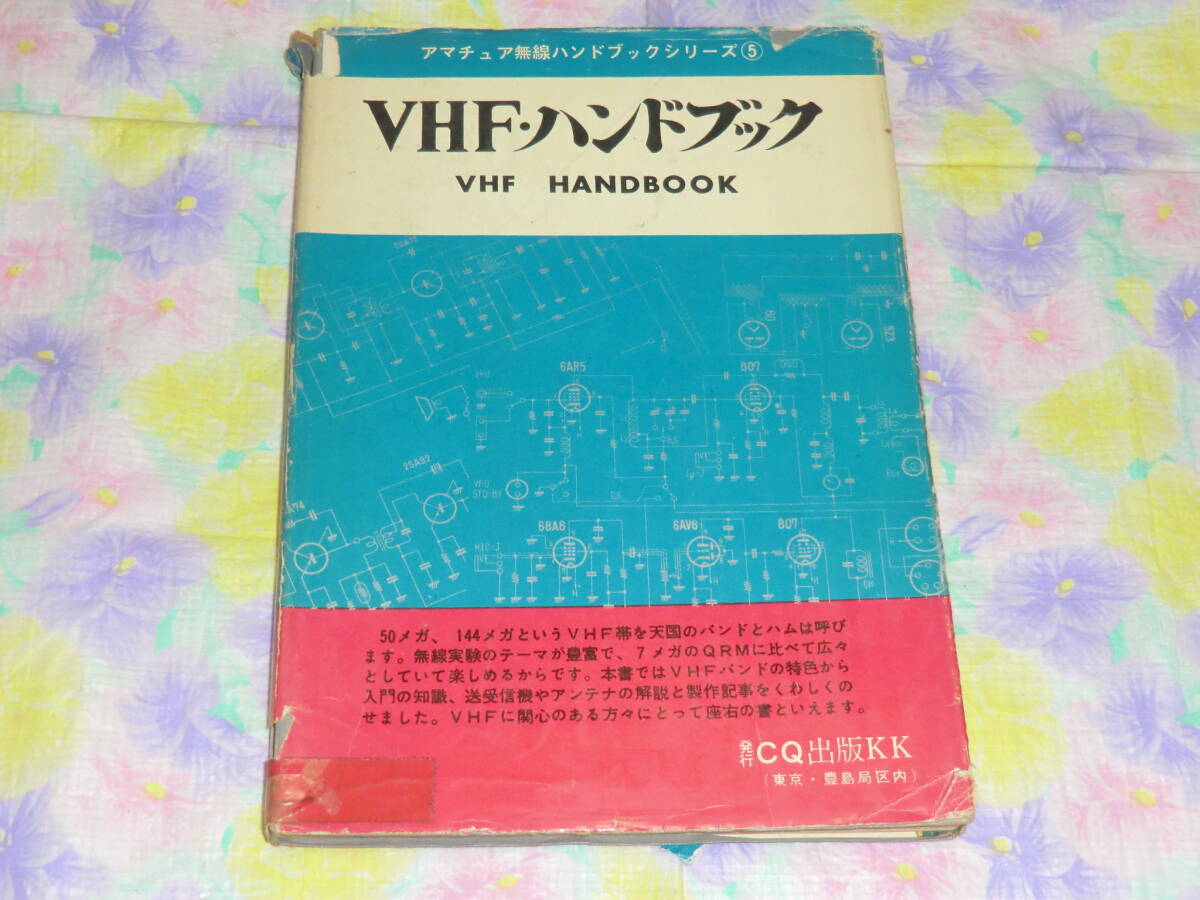 アマチュア無線ハンドブックシリーズ⑤
VHF・ハンドブック
VHF HANDBOOK
5Z3
6AR5
807
VFO
2SA92
VFO
STD-BY
6BA6
6AV6
807
MIC-J
50メガ、144メガというVHF帯を天国のバンドとハムは呼び
ます。無線実験のテーマが豊富で、7メガのQRMに比べて広々
としていて楽しめるからです。本書ではVHFバンドの特色から
入門の知識、送受信機やアンテナの解説と製作記事をくわしくの
せました。VHFに関心のある方々にとって座右の書といえます。
発行 CQ出版KK
(東京・豊島局区内)